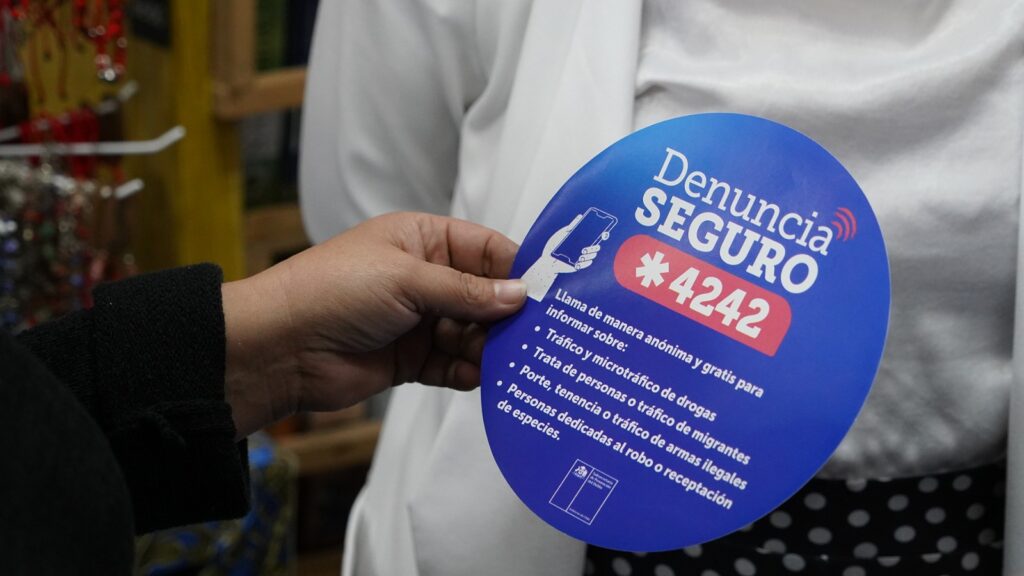 Denuncia
SEGURO
*4242
Llama de manera anónima y gratis para
informar sobre:
• Tráfico y microtráfico de drogas
• Trata de personas o tráfico de migrantes
• Porte, tenencia o tráfico de armas ilegales
• Personas dedicadas al robo o receptación
de especies.